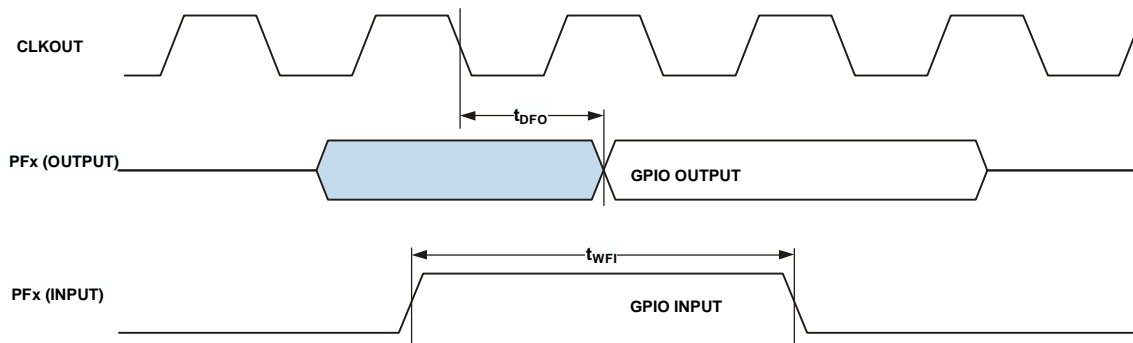 CLKOUT
tDFO
PFx (OUTPUT)
GPIO OUTPUT
tWFI
PFx (INPUT)
GPIO INPUT